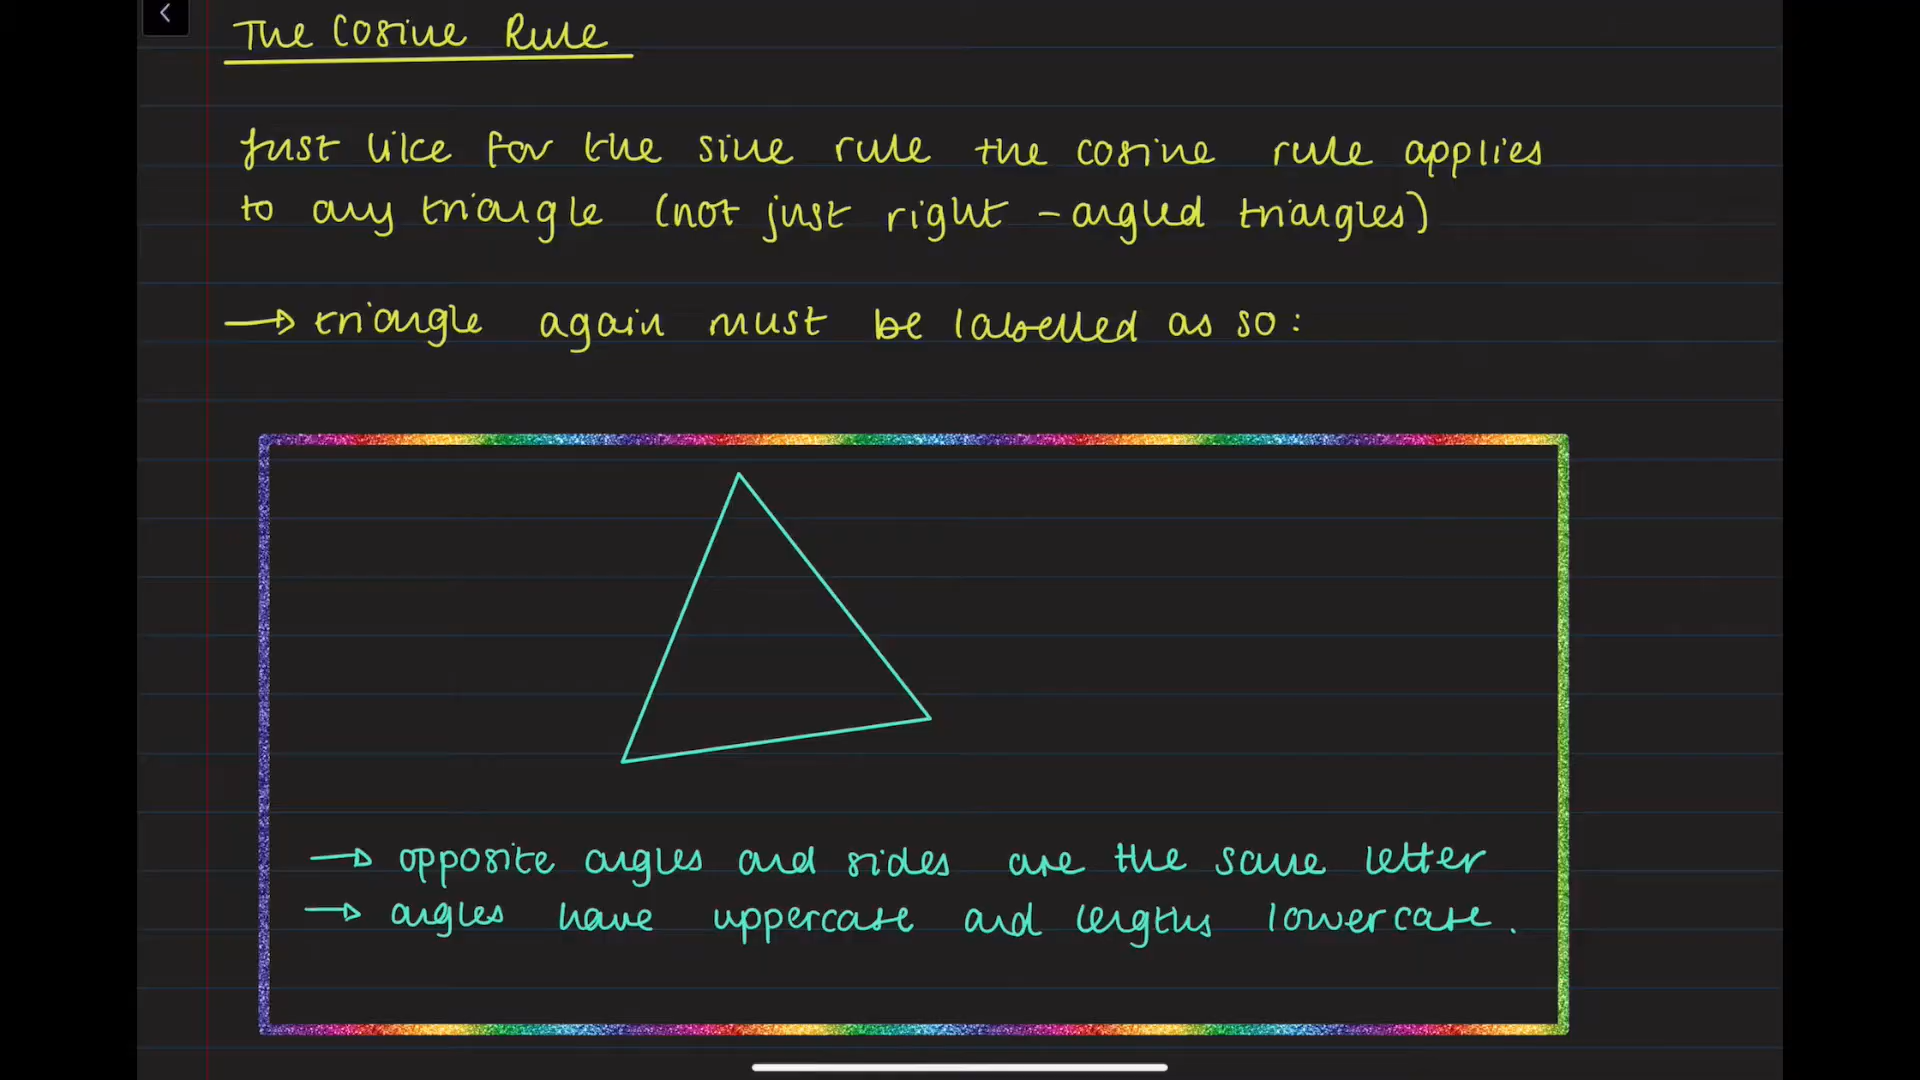 The Cosine Rule
Just like for the sine rule the cosine rule applies
to any triangle (not just right-angled triangles)
→ triangle again must be labelled as so:
→ opposite angles and sides are the same letter
→ angles have uppercase and lengths lowercase.